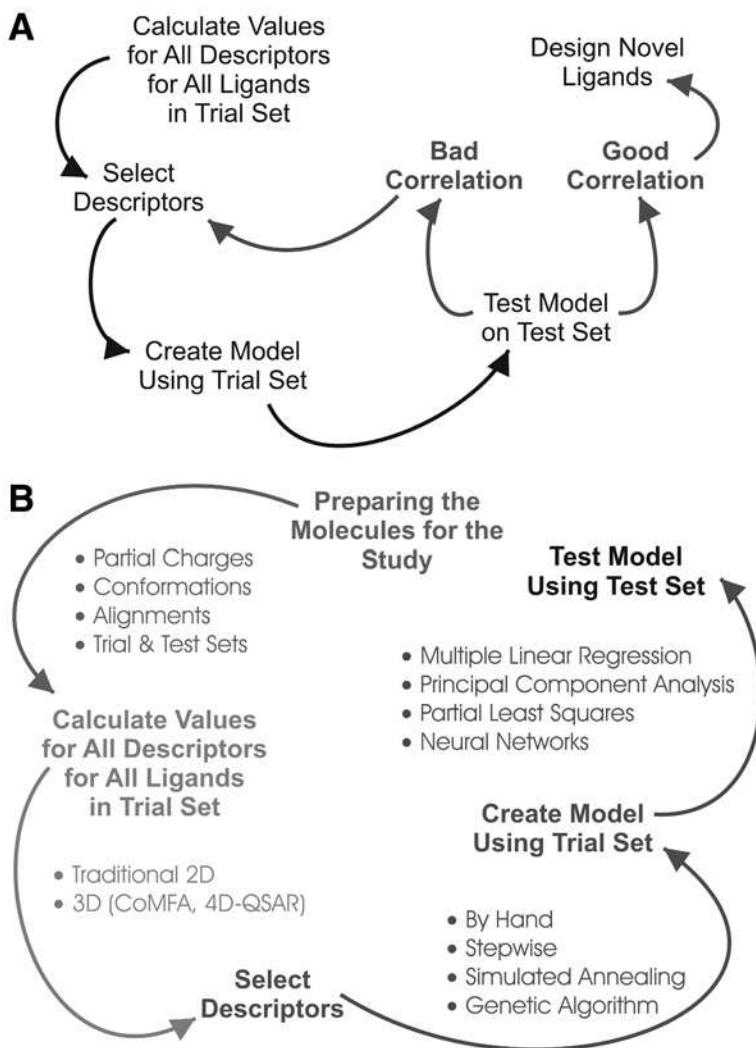 A
Calculate Values
for All Descriptors
for All Ligands
in Trial Set
Design Novel
Ligands
Select
Descriptors
Bad
Correlation
Good
Correlation
Test Model
on Test Set
Create Model
Using Trial Set
B
Preparing the
Molecules for the
Study
• Partial Charges
• Conformations
• Alignments
• Trial & Test Sets
Calculate Values
for All Descriptors
for All Ligands
in Trial Set
• Traditional 2D
• 3D (CoMFA, 4D-QSAR)
Select
Descriptors
• By Hand
• Stepwise
• Simulated Annealing
• Genetic Algorithm
Create Model
Using Trial Set
• Multiple Linear Regression
• Principal Component Analysis
• Partial Least Squares
• Neural Networks
Test Model
Using Test Set